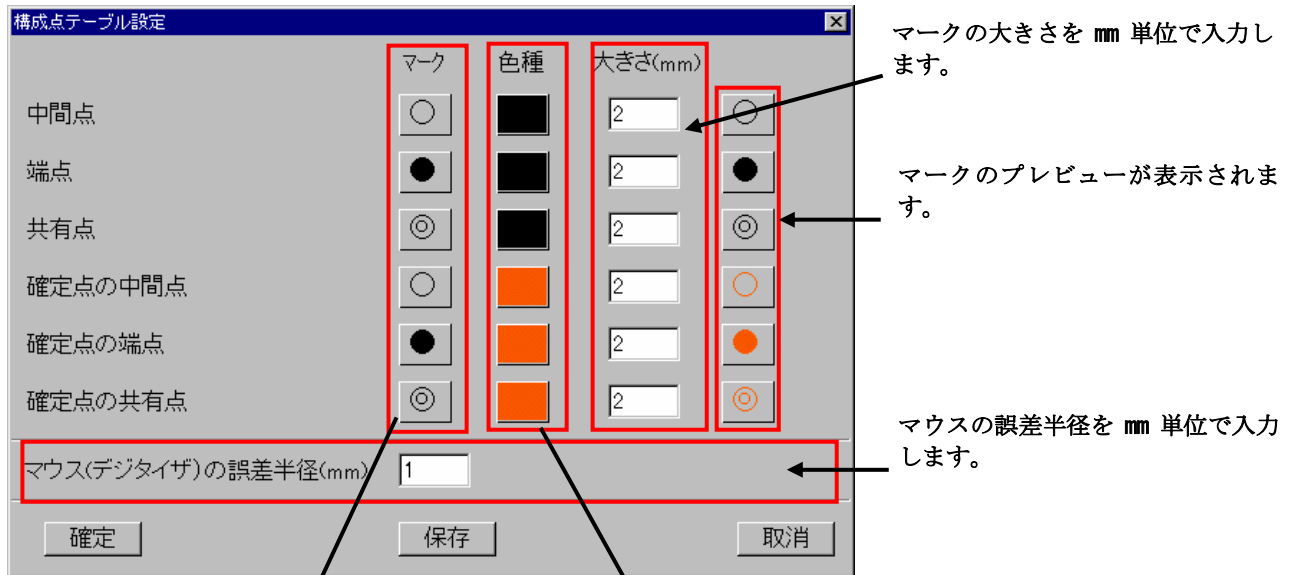 構成点テーブル設定
マーク 色種 大きさ(mm)
中間点 2
端点 2
共有点 2
確定点の中間点 2
確定点の端点 2
確定点の共有点 2
マウス(デジタイザ)の誤差半径(mm) 1
確定 保存 取消
マークの大きさを mm 単位で入力し
ます。
マークのプレビューが表示されま
す。
マウスの誤差半径を mm 単位で入力
します。